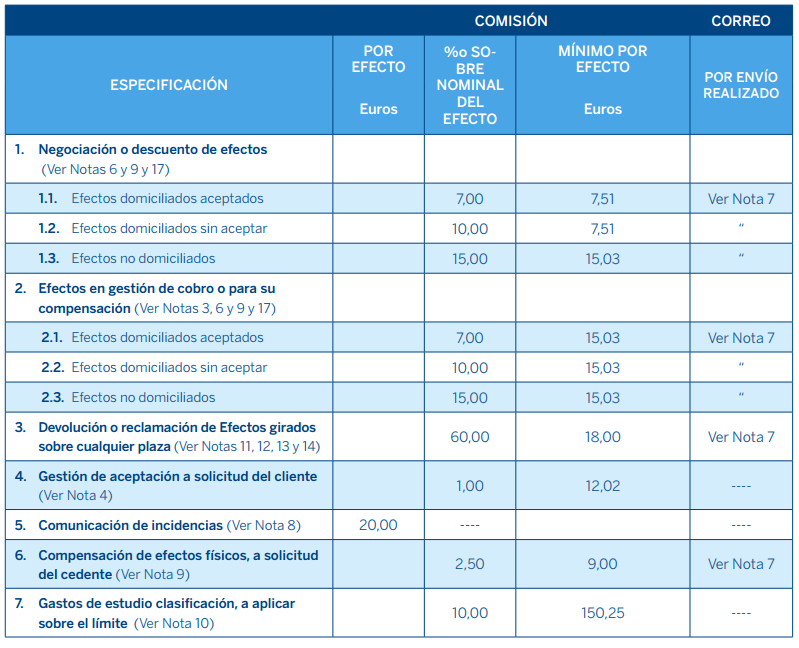 COMISIÓN CORREO
ESPECIFICACIÓN
POR
EFECTO
Euros
%o SO-
BRE
NOMINAL
DEL
EFECTO
MÍNIMO POR
EFECTO
Euros
POR ENVÍO
REALIZADO
1. Negociación o descuento de efectos
(Ver Notas 6 y 9 y 17)
1.1. Efectos domiciliados aceptados 7,00 7,51 Ver Nota 7
1.2. Efectos domiciliados sin aceptar 10,00 7,51 “
1.3. Efectos no domiciliados 15,00 15,03 “
2. Efectos en gestión de cobro o para su
compensación (Ver Notas 3, 6 y 9 y 17)
2.1. Efectos domiciliados aceptados 7,00 15,03 Ver Nota 7
2.2. Efectos domiciliados sin aceptar 10,00 15,03 “
2.3. Efectos no domiciliados 15,00 15,03 “
3. Devolución o reclamación de Efectos girados
sobre cualquier plaza (Ver Notas 11, 12, 13 y 14) 60,00 18,00 Ver Nota 7
4. Gestión de aceptación a solicitud del cliente
(Ver Nota 4) 1,00 12,02 ----
5. Comunicación de incidencias (Ver Nota 8) 20,00 ---- ----
6. Compensación de efectos físicos, a solicitud
del cedente (Ver Nota 9) 2,50 9,00 Ver Nota 7
7. Gastos de estudio clasificación, a aplicar
sobre el límite (Ver Nota 10) 10,00 150,25 ----